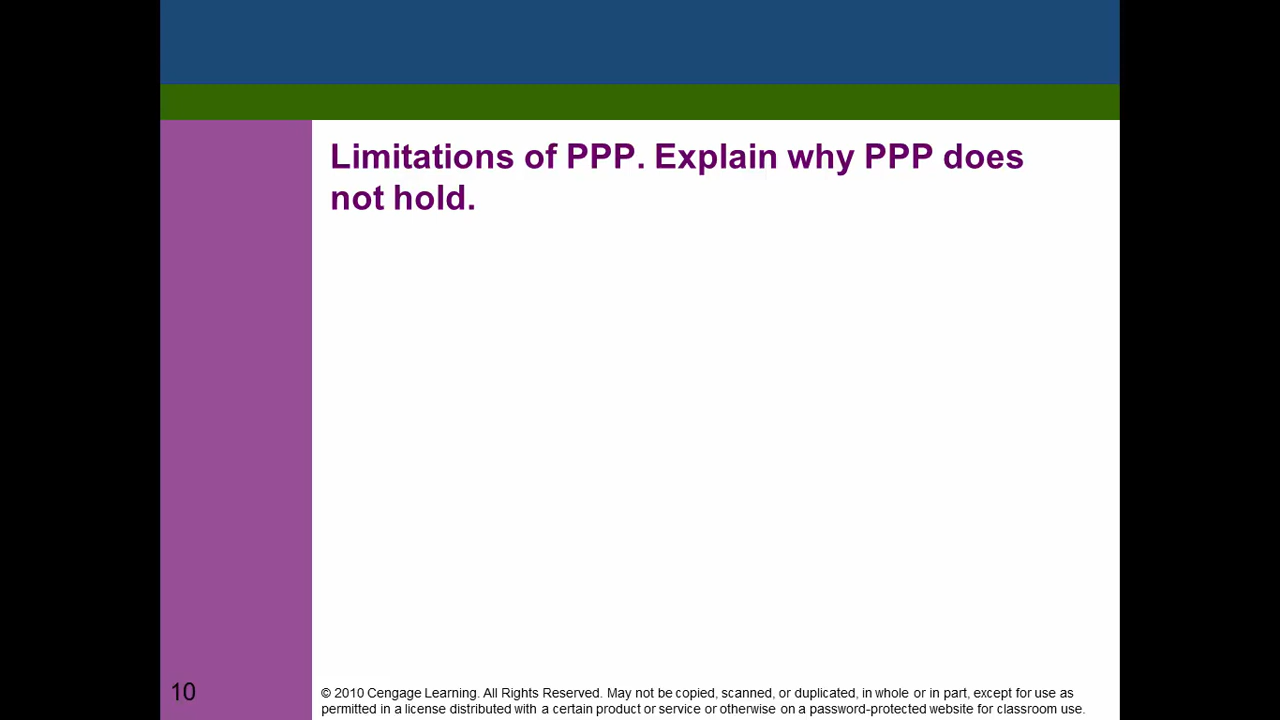 Limitations of PPP. Explain why PPP does
not hold.
10
© 2010 Cengage Learning. All Rights Reserved. May not be copied, scanned, or duplicated, in whole or in part, except for use as
permitted in a license distributed with a certain product or service or otherwise on a password-protected website for classroom use.